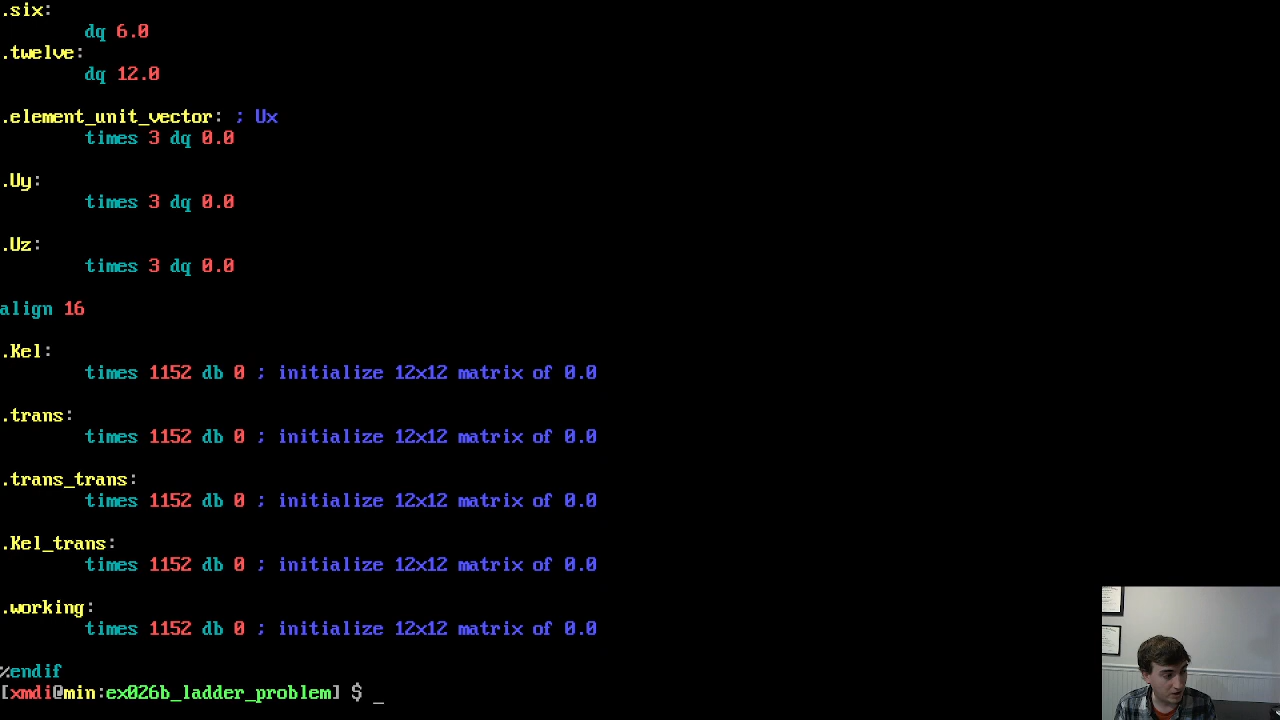 .six:
dq 6.0
.twelve:
dq 12.0
.element_unit_vector: ; Ux
times 3 dq 0.0
.Uy:
times 3 dq 0.0
.Uz:
times 3 dq 0.0
align 16
.Kel:
times 1152 db 0 ; initialize 12x12 matrix of 0.0
.trans:
times 1152 db 0 ; initialize 12x12 matrix of 0.0
.trans_trans:
times 1152 db 0 ; initialize 12x12 matrix of 0.0
.Kel_trans:
times 1152 db 0 ; initialize 12x12 matrix of 0.0
.working:
times 1152 db 0 ; initialize 12x12 matrix of 0.0
%endif
[xmdi@min:ex026b_ladder_problem] $ _